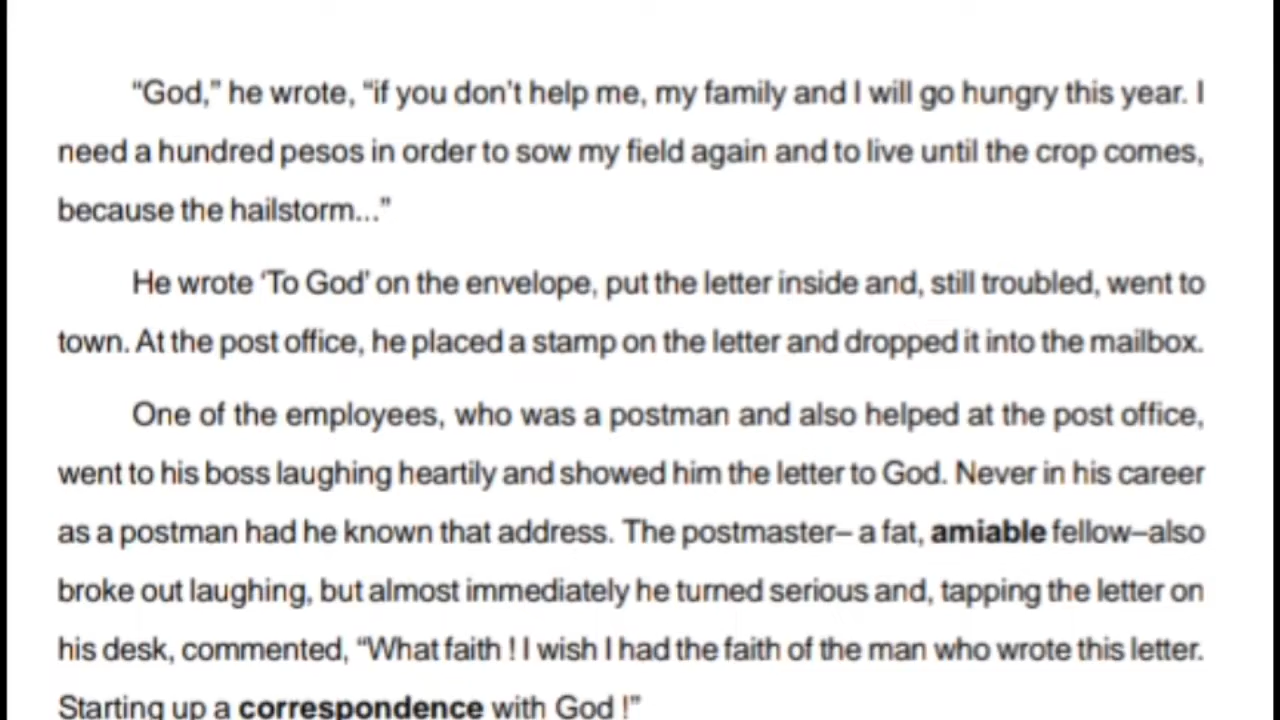 “God,” he wrote, “if you don't help me, my family and I will go hungry this year. I
need a hundred pesos in order to sow my field again and to live until the crop comes,
because the hailstorm...”
He wrote ‘To God’ on the envelope, put the letter inside and, still troubled, went to
town. At the post office, he placed a stamp on the letter and dropped it into the mailbox.
One of the employees, who was a postman and also helped at the post office,
went to his boss laughing heartily and showed him the letter to God. Never in his career
as a postman had he known that address. The postmaster– a fat, amiable fellow–also
broke out laughing, but almost immediately he turned serious and, tapping the letter on
his desk, commented, “What faith ! I wish I had the faith of the man who wrote this letter.
Starting up a correspondence with God !”